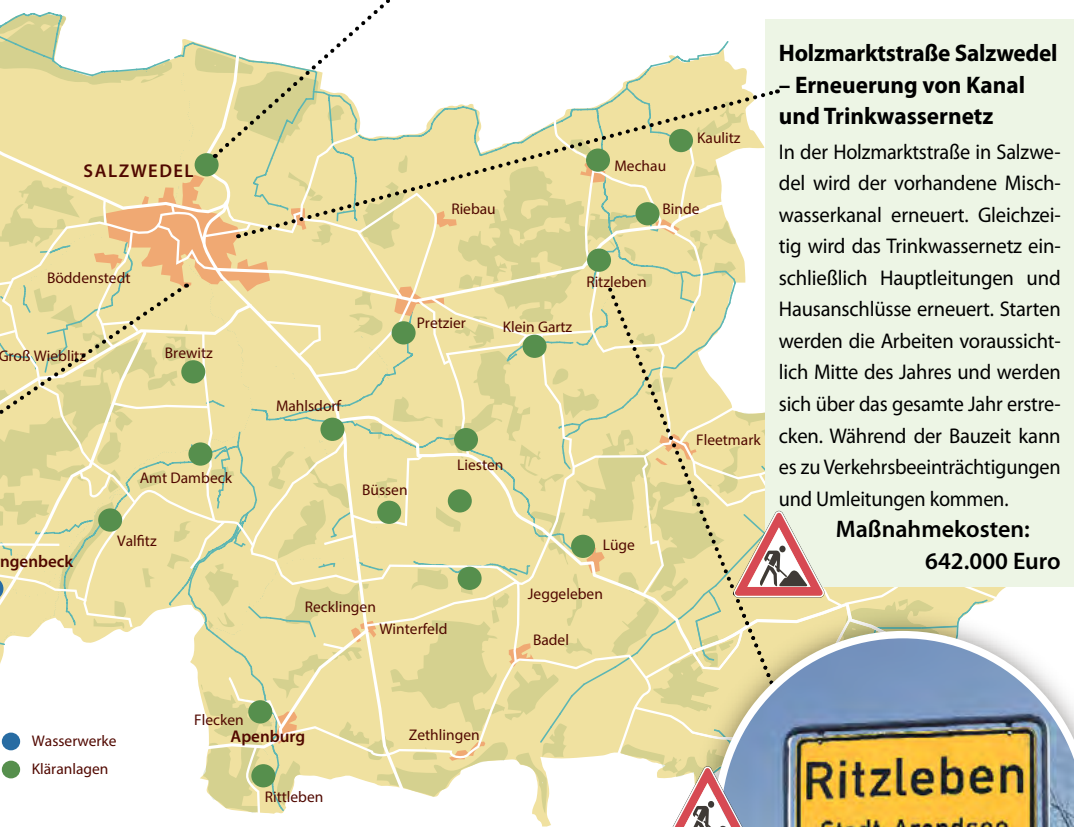 Holzmarktstraße Salzwedel
– Erneuerung von Kanal
und Trinkwassernetz
In der Holzmarktstraße in Salzwe-
del wird der vorhandene Misch-
wasserkanal erneuert. Gleichzei-
tig wird das Trinkwassernetz ein-
schließlich Hauptleitungen und
Hausanschlüsse erneuert. Starten
werden die Arbeiten voraussicht-
lich Mitte des Jahres und werden
sich über das gesamte Jahr erstre-
cken. Während der Bauzeit kann
es zu Verkehrsbeeinträchtigungen
und Umleitungen kommen.
Maßnahmekosten:
642.000 Euro
Kaulitz
Mechau
SALZWEDEL
Riebau
Binde
Böddenstedt
Ritzleben
Pretzier
Klein Gartz
Groß Wieblitz
Brewitz
Mahlsdorf
Fleetmark
Liesten
Amt Dambeck
Büssen
Valfitz
Lüge
ngenbeck
Jeggeleben
Recklingen
Winterfeld
Badel
Flecken
Apenburg
Zethlingen
Rittleben
Wasserwerke
Kläranlagen
Ritzleben
Stadt Arendsee